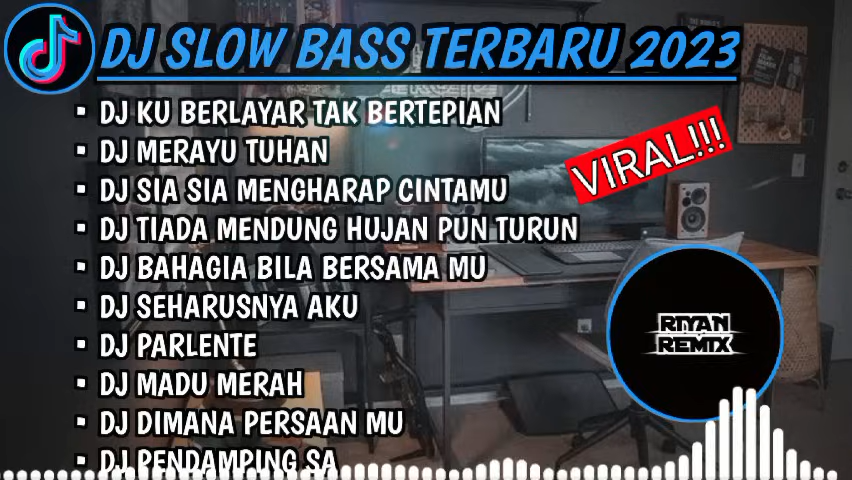 DJ SLOW BASS TERBARU 2023
DJ KU BERLAYAR TAK BERTEPIAN
DJ MERAYU TUHAN
DJ SIA SIA MENGHARAP CINTAMU
DJ TIADA MENDUNG HUJAN PUN TURUN
DJ BAHAGIA BILA BERSAMA MU
DJ SEHARUSNYA AKU
DJ PARLENTE
DJ MADU MERAH
DJ DIMANA PERSAAN MU
DJ PENDAMPING SA
VIRAL!!!
RIYAN
REMIX